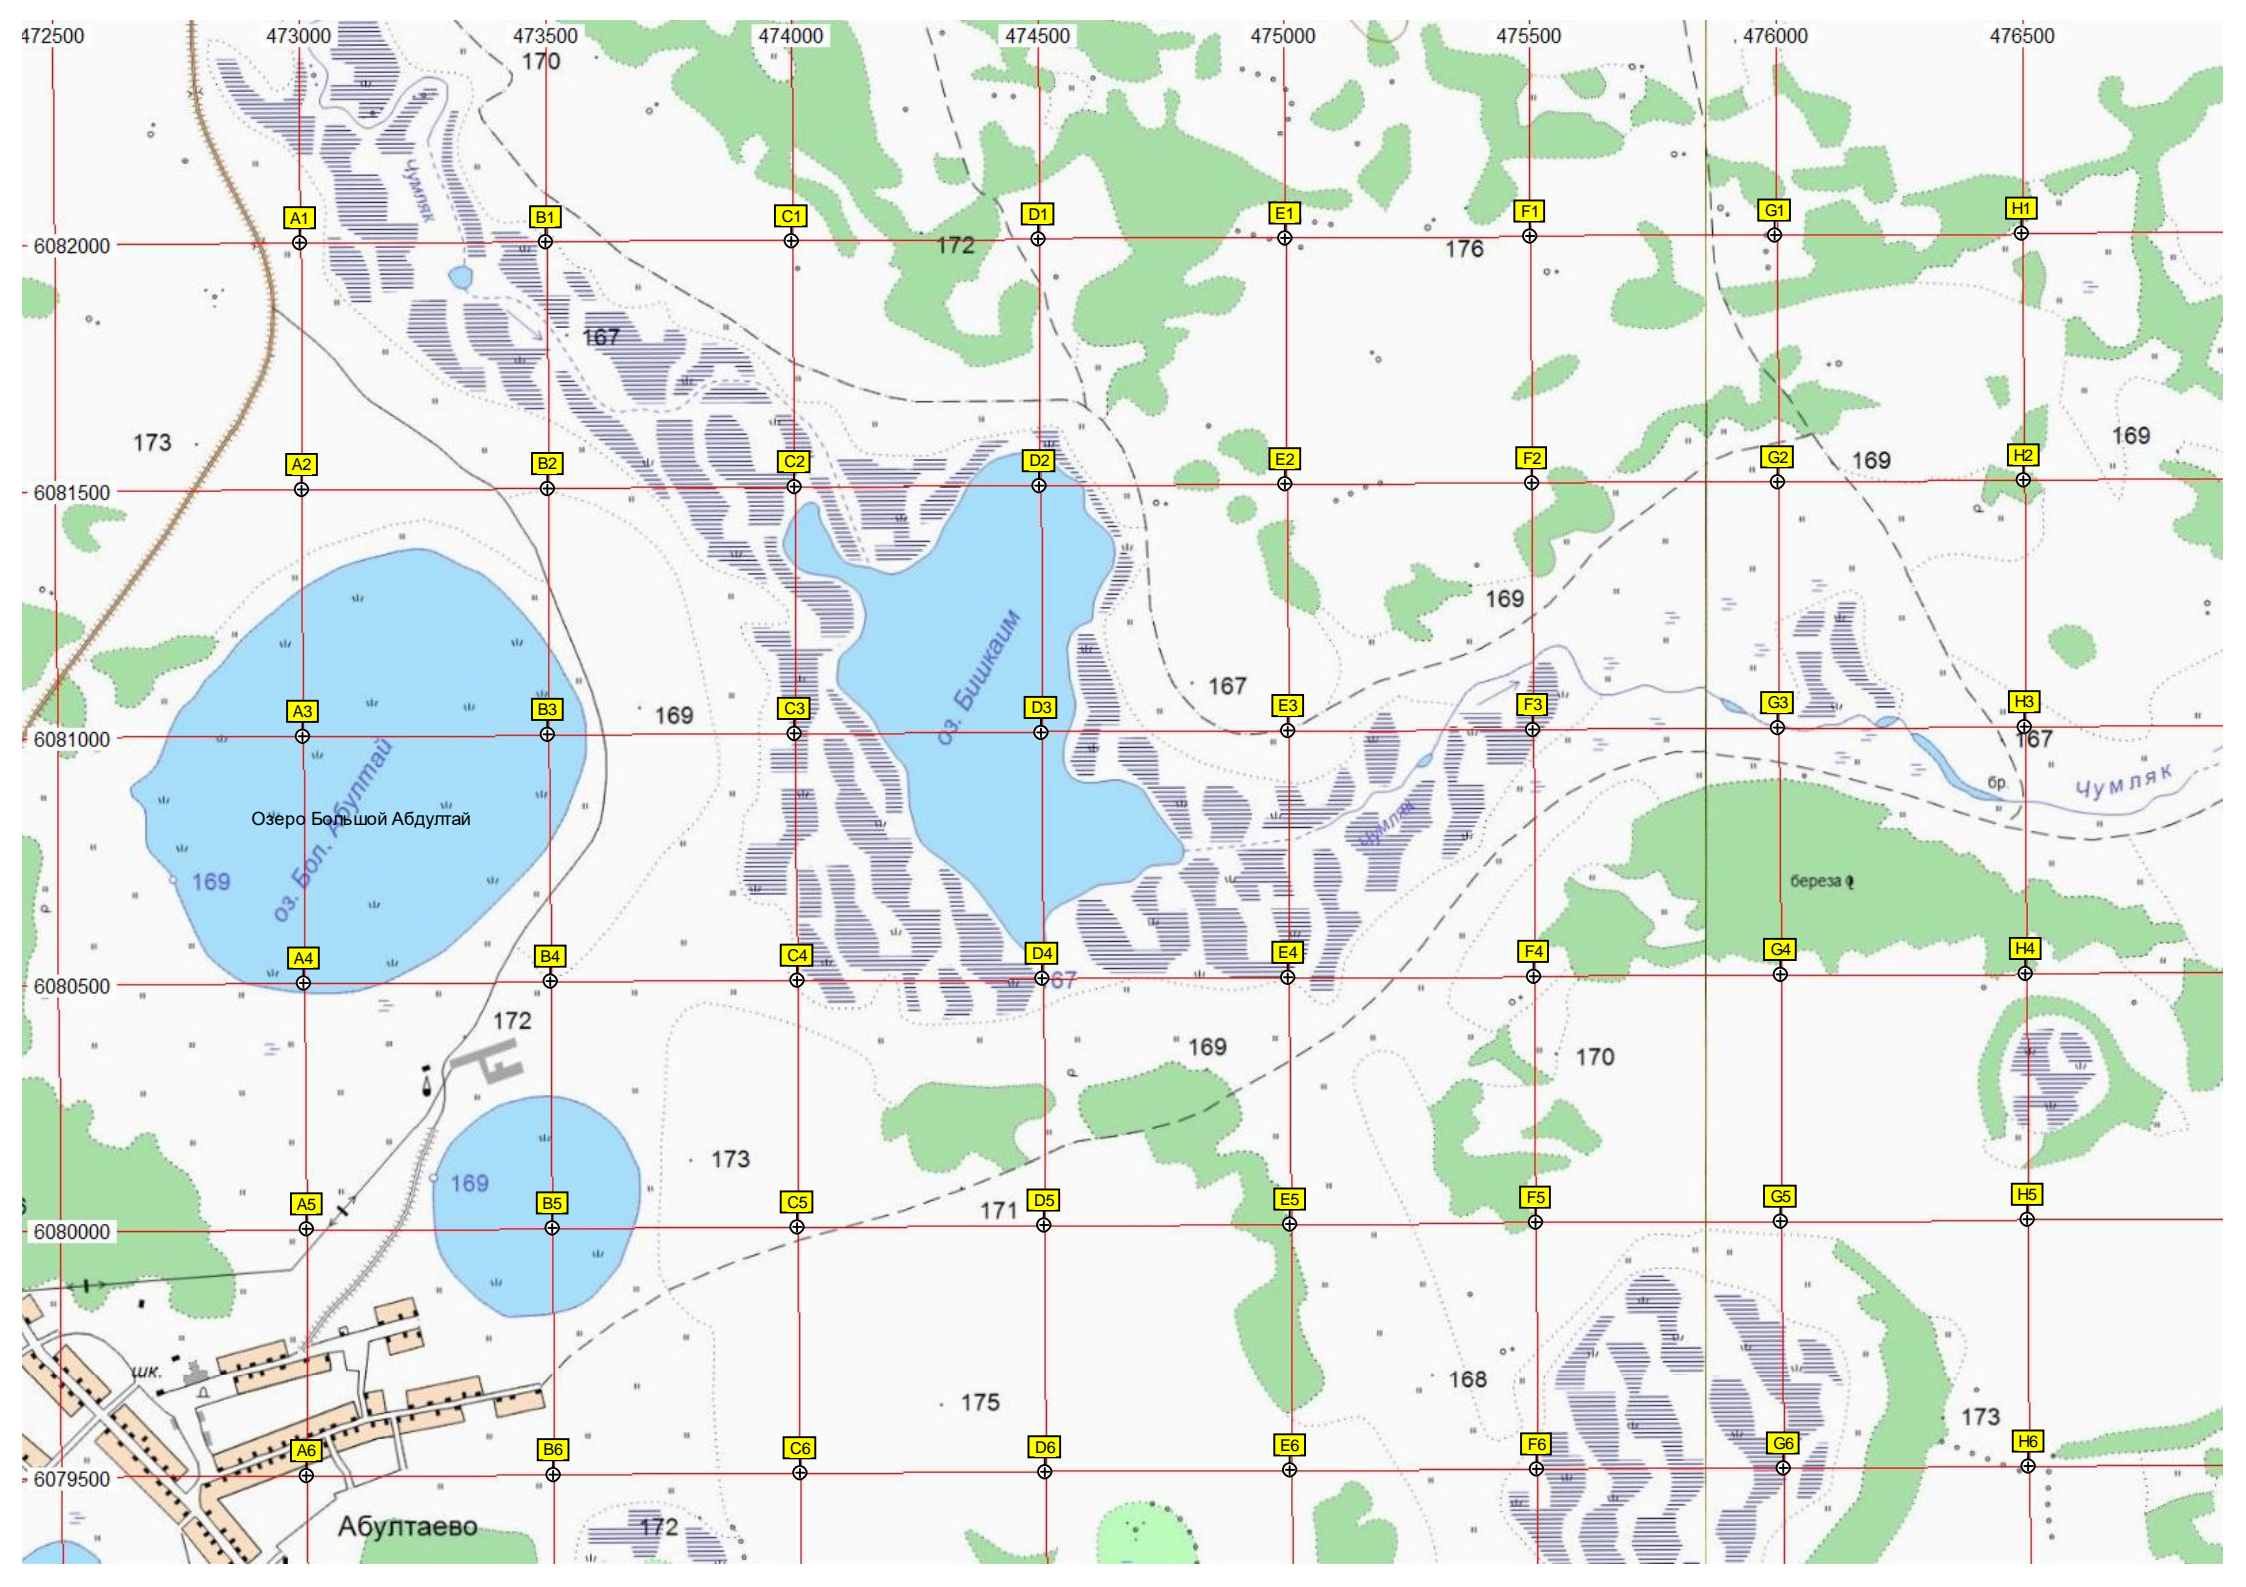 472500 473000 473500 474000 474500 475000 475500 476000 476500
170
Чумляк
A1 B1 C1 D1 E1 F1 G1 H1
6082000
172 176
167
173 169 169
A2 B2 C2 D2 E2 F2 G2 H2
6081500
169
оз. Бишкаим
167
169
A3 B3 C3 D3 E3 F3 G3 H3
6081000
167
бр.
Чумляк
Чумляк
оз. Бол. Абултай
Озеро Большой Абдултай
169
береза
A4 B4 C4 D4 E4 F4 G4 H4
6080500
67
172
169 170
173
169
A5 B5 C5 D5 E5 F5 G5 H5
171
6080000
шк.
175 168
173
A6 B6 C6 D6 E6 F6 G6 H6
6079500
Абултаево
172